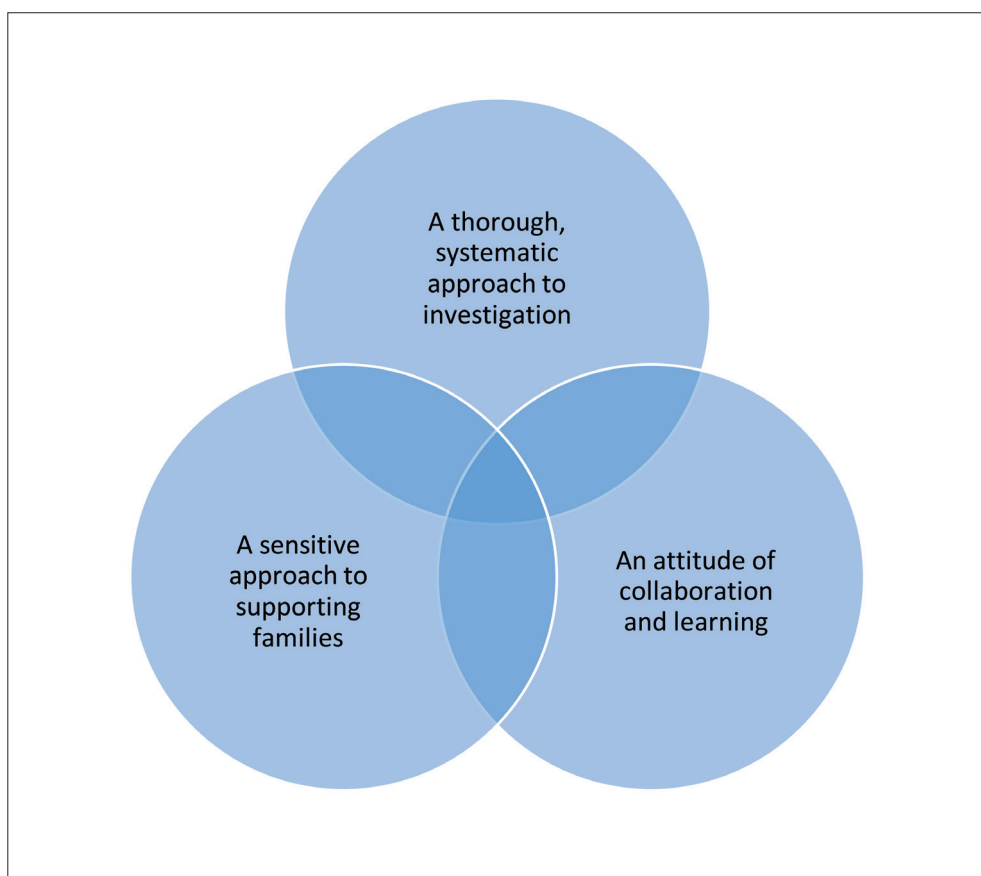 A thorough,
systematic
approach to
investigation
A sensitive
approach to
supporting
families
An attitude of
collaboration
and learning